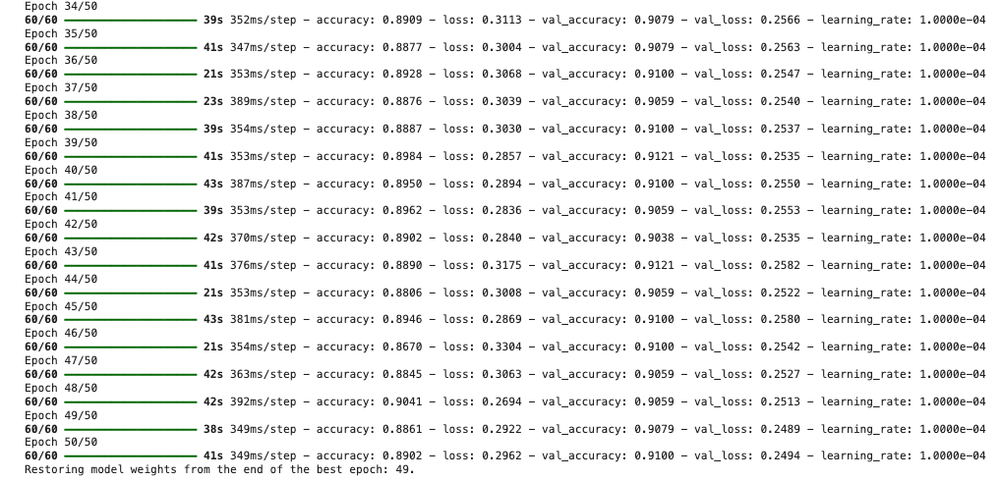 Epoch 34/50
60/60 ━━━━━━━━━━━━━━━━━━━━ 39s 352ms/step - accuracy: 0.8909 - loss: 0.3113 - val_accuracy: 0.9079 - val_loss: 0.2566 - learning_rate: 1.0000e-04
Epoch 35/50
60/60 ━━━━━━━━━━━━━━━━━━━━ 41s 347ms/step - accuracy: 0.8877 - loss: 0.3004 - val_accuracy: 0.9079 - val_loss: 0.2563 - learning_rate: 1.0000e-04
Epoch 36/50
60/60 ━━━━━━━━━━━━━━━━━━━━ 21s 353ms/step - accuracy: 0.8928 - loss: 0.3068 - val_accuracy: 0.9100 - val_loss: 0.2547 - learning_rate: 1.0000e-04
Epoch 37/50
60/60 ━━━━━━━━━━━━━━━━━━━━ 23s 389ms/step - accuracy: 0.8876 - loss: 0.3039 - val_accuracy: 0.9059 - val_loss: 0.2540 - learning_rate: 1.0000e-04
Epoch 38/50
60/60 ━━━━━━━━━━━━━━━━━━━━ 39s 354ms/step - accuracy: 0.8887 - loss: 0.3030 - val_accuracy: 0.9100 - val_loss: 0.2537 - learning_rate: 1.0000e-04
Epoch 39/50
60/60 ━━━━━━━━━━━━━━━━━━━━ 41s 353ms/step - accuracy: 0.8984 - loss: 0.2857 - val_accuracy: 0.9121 - val_loss: 0.2535 - learning_rate: 1.0000e-04
Epoch 40/50
60/60 ━━━━━━━━━━━━━━━━━━━━ 43s 387ms/step - accuracy: 0.8950 - loss: 0.2894 - val_accuracy: 0.9100 - val_loss: 0.2550 - learning_rate: 1.0000e-04
Epoch 41/50
60/60 ━━━━━━━━━━━━━━━━━━━━ 39s 353ms/step - accuracy: 0.8962 - loss: 0.2836 - val_accuracy: 0.9059 - val_loss: 0.2553 - learning_rate: 1.0000e-04
Epoch 42/50
60/60 ━━━━━━━━━━━━━━━━━━━━ 42s 370ms/step - accuracy: 0.8902 - loss: 0.2840 - val_accuracy: 0.9038 - val_loss: 0.2535 - learning_rate: 1.0000e-04
Epoch 43/50
60/60 ━━━━━━━━━━━━━━━━━━━━ 41s 376ms/step - accuracy: 0.8890 - loss: 0.3175 - val_accuracy: 0.9121 - val_loss: 0.2582 - learning_rate: 1.0000e-04
Epoch 44/50
60/60 ━━━━━━━━━━━━━━━━━━━━ 21s 353ms/step - accuracy: 0.8806 - loss: 0.3008 - val_accuracy: 0.9059 - val_loss: 0.2522 - learning_rate: 1.0000e-04
Epoch 45/50
60/60 ━━━━━━━━━━━━━━━━━━━━ 43s 381ms/step - accuracy: 0.8946 - loss: 0.2869 - val_accuracy: 0.9100 - val_loss: 0.2580 - learning_rate: 1.0000e-04
Epoch 46/50
60/60 ━━━━━━━━━━━━━━━━━━━━ 21s 354ms/step - accuracy: 0.8670 - loss: 0.3304 - val_accuracy: 0.9100 - val_loss: 0.2542 - learning_rate: 1.0000e-04
Epoch 47/50
60/60 ━━━━━━━━━━━━━━━━━━━━ 42s 363ms/step - accuracy: 0.8845 - loss: 0.3063 - val_accuracy: 0.9059 - val_loss: 0.2527 - learning_rate: 1.0000e-04
Epoch 48/50
60/60 ━━━━━━━━━━━━━━━━━━━━ 42s 392ms/step - accuracy: 0.9041 - loss: 0.2694 - val_accuracy: 0.9059 - val_loss: 0.2513 - learning_rate: 1.0000e-04
Epoch 49/50
60/60 ━━━━━━━━━━━━━━━━━━━━ 38s 349ms/step - accuracy: 0.8861 - loss: 0.2922 - val_accuracy: 0.9079 - val_loss: 0.2489 - learning_rate: 1.0000e-04
Epoch 50/50
60/60 ━━━━━━━━━━━━━━━━━━━━ 41s 349ms/step - accuracy: 0.8902 - loss: 0.2962 - val_accuracy: 0.9100 - val_loss: 0.2494 - learning_rate: 1.0000e-04
Restoring model weights from the end of the best epoch: 49.